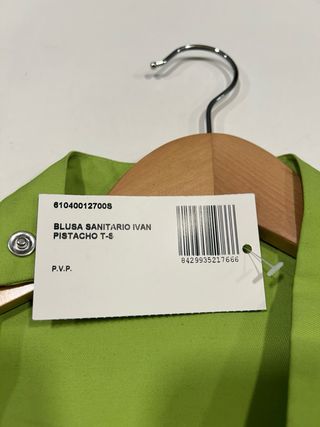 61040012700S
BLUSA SANITARIO IVAN
PISTACHO T-S
8429935217666
P.V.P.